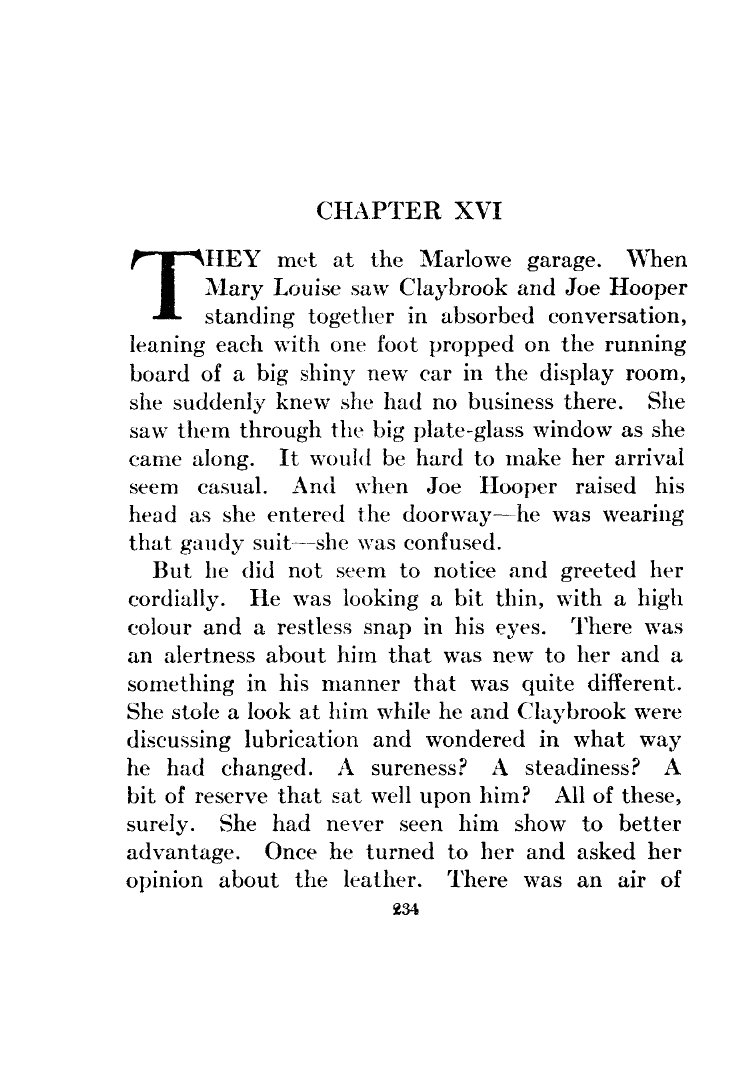 CHAPTER XVI
THEY met at the Marlowe garage. When
Mary Louise saw Claybrook and Joe Hooper
standing together in absorbed conversation,
leaning each with one foot propped on the running
board of a big shiny new car in the display room,
she suddenly knew she had no business there. She
saw them through the big plate-glass window as she
came along. It would be hard to make her arrival
seem casual. And when Joe Hooper raised his
head as she entered the doorway—he was wearing
that gaudy suit—she was confused.
But he did not seem to notice and greeted her
cordially. He was looking a bit thin, with a high
colour and a restless snap in his eyes. There was
an alertness about him that was new to her and a
something in his manner that was quite different.
She stole a look at him while he and Claybrook were
discussing lubrication and wondered in what way
he had changed. A sureness? A steadiness? A
bit of reserve that sat well upon him? All of these,
surely. She had never seen him show to better
advantage. Once he turned to her and asked her
opinion about the leather. There was an air of
234